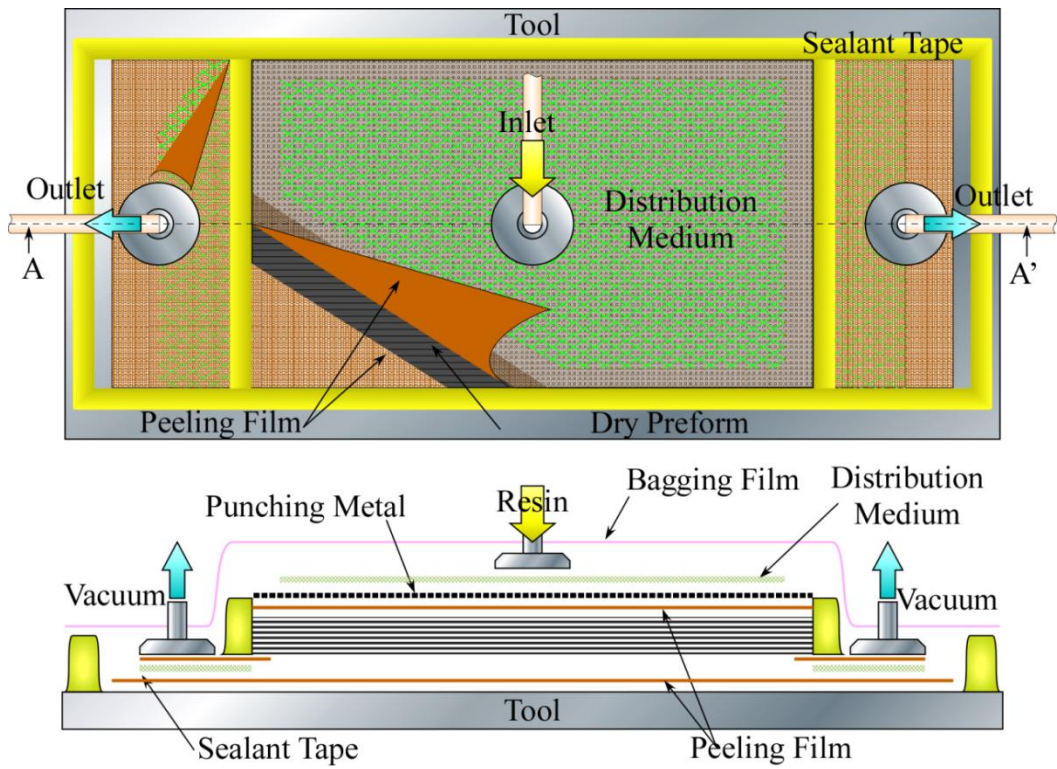 Tool
Sealant Tape
Inlet
Outlet
Distribution
Medium
Outlet
A
A’
Peeling Film
Dry Preform
Bagging Film
Distribution
Medium
Punching Metal
Resin
Vacuum
Vacuum
Tool
Sealant Tape
Peeling Film